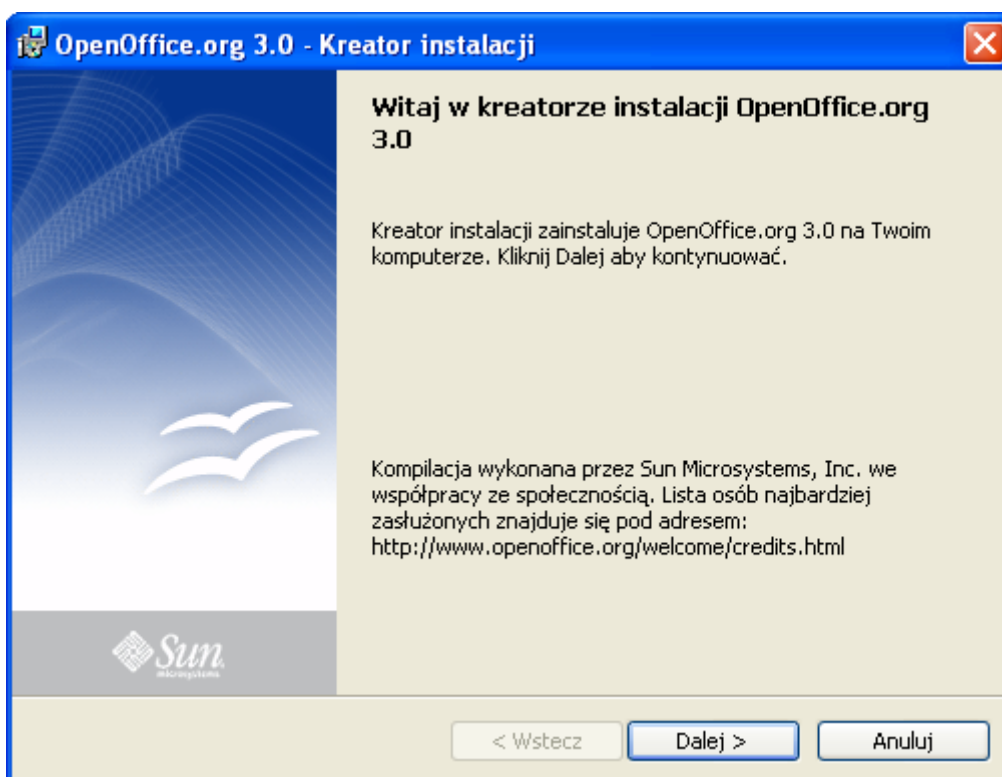 OpenOffice.org 3.0 - Kreator instalacji
Witaj w kreatorze instalacji OpenOffice.org
3.0
Kreator instalacji zainstaluje OpenOffice.org 3.0 na Twoim
komputerze. Kliknij Dalej aby kontynuować.
Kompilacja wykonana przez Sun Microsystems, Inc. we
współpracy ze społecznością. Lista osób najbardziej
zasłużonych znajduje się pod adresem:
http://www.openoffice.org/welcome/credits.html
Sun
microsystems
< Wstecz
Dalej >
Anuluj